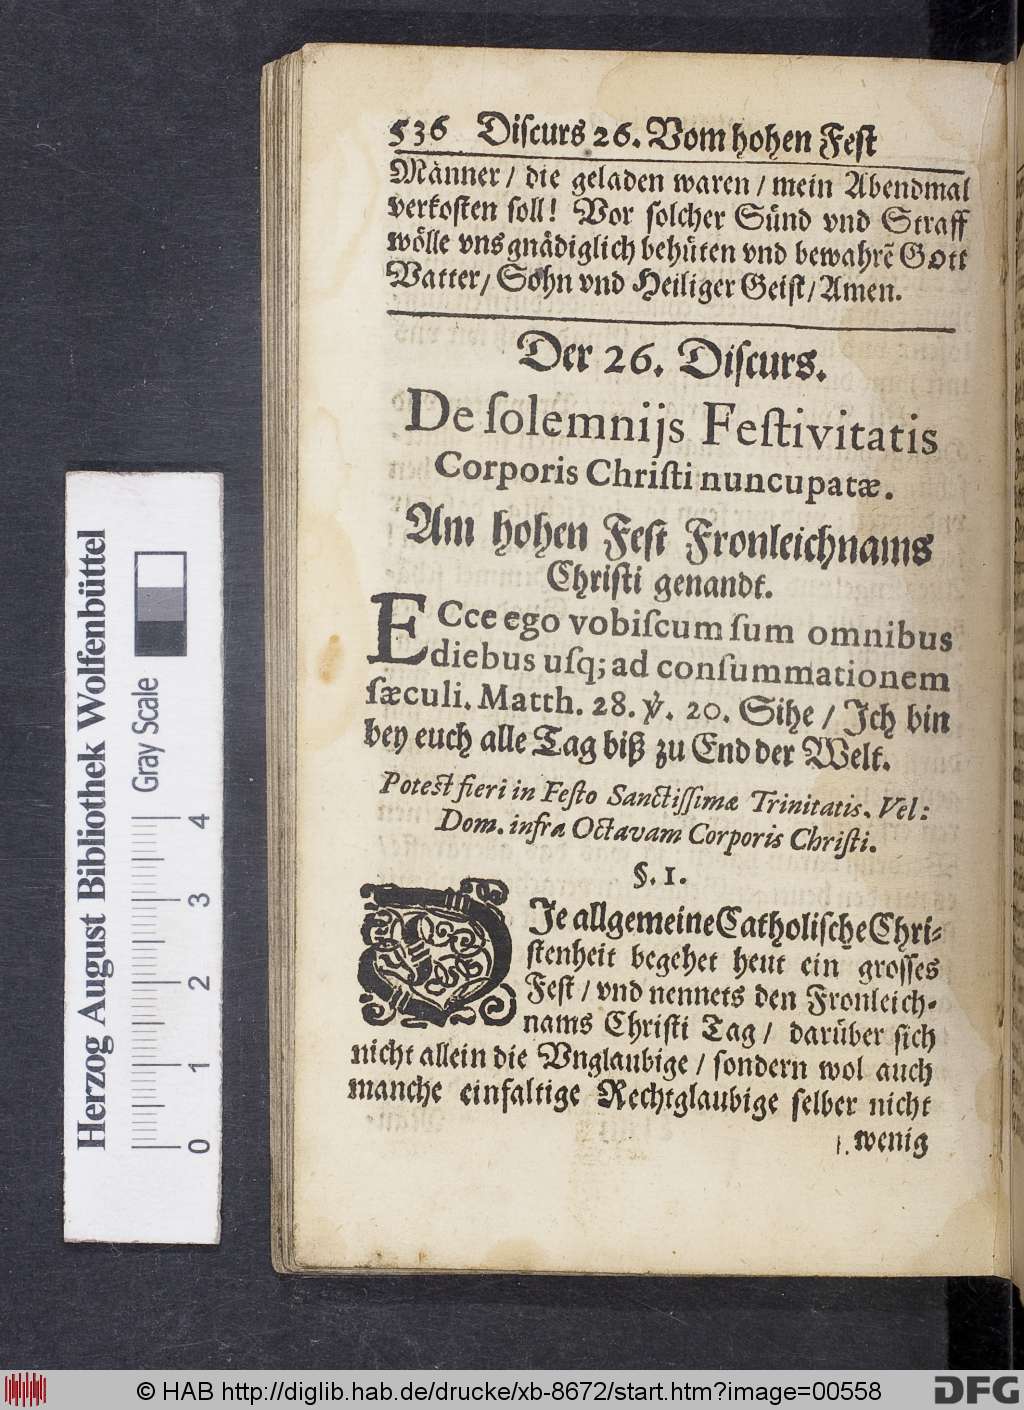 536 Diſcurs 26. Vom hohen Feſt
Männer / die geladen waren / mein Abendmal
verkoſten ſoll! Vor ſolcher Sünd vnd Straff
wölle vns gnädiglich behüten vnd bewahrẽ Gott
Vatter / Sohn vnd Heiliger Geiſt / Amen.
Der 26. Diſcurs.
De ſolemnijs Feſtivitatis
Corporis Chriſti nuncupatæ.
Am hohen Feſt Fronleichnams
Chriſti genandt.
ECce ego vobiſcum ſum omnibus
diebus uſq; ad conſummationem
ſæculi. Matth. 28. ℣. 20. Sihe / Ich bin
bey euch alle Tag biß zu End der Welt.
Poteſt fieri in Feſto Sanctiſſimæ Trinitatis. Vel:
Dom. infra Octavam Corporis Chriſti.
§. 1.
DIe allgemeine Catholiſche Chri-
ſtenheit begehet heut ein groſſes
Feſt / vnd nennets den Fronleich-
nams Chriſti Tag / darüber ſich
nicht allein die Vnglaubige / ſondern wol auch
manche einfaltige Rechtglaubige ſelber nicht
wenig
Herzog August Bibliothek Wolfenbüttel
Gray Scale
0 1 2 3 4
© HAB http://diglib.hab.de/drucke/xb-8672/start.htm?image=00558
DFG